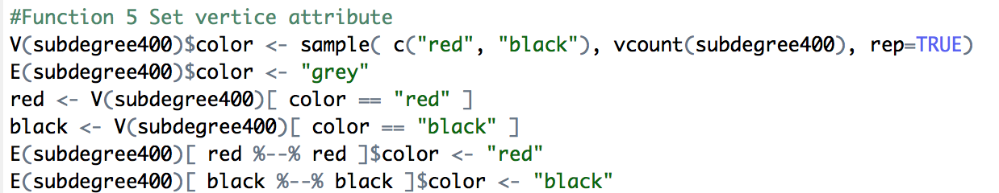 #Function 5 Set vertice attribute
V(subdegree400)$color <- sample( c("red", "black"), vcount(subdegree400), rep=TRUE)
E(subdegree400)$color <- "grey"
red <- V(subdegree400)[ color == "red" ]
black <- V(subdegree400)[ color == "black" ]
E(subdegree400)[ red %--% red ]$color <- "red"
E(subdegree400)[ black %--% black ]$color <- "black"